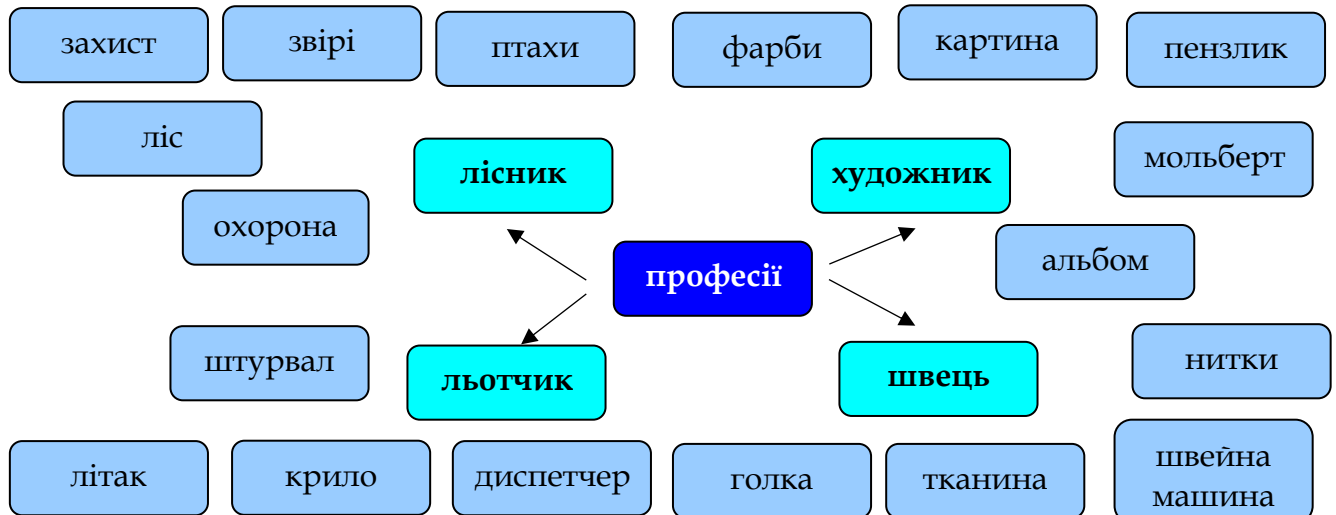 захист
звірі
птахи
фарби
картина
пензлик
ліс
лісник
художник
мольберт
охорона
альбом
професії
штурвал
льотчик
швець
нитки
літак
крило
диспетчер
голка
тканина
швейна
машина